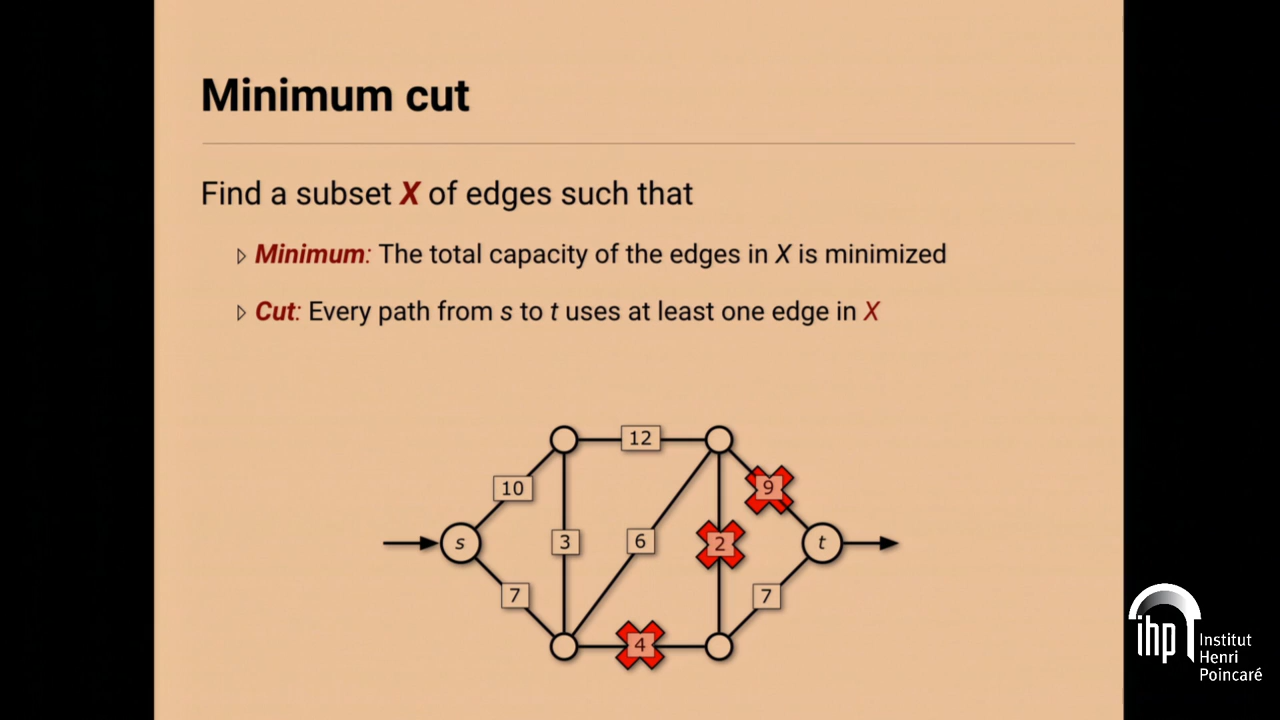 Minimum cut
Find a subset X of edges such that
▷ Minimum: The total capacity of the edges in X is minimized
▷ Cut: Every path from s to t uses at least one edge in X
12
10
9
s
3
6
2
t
7
7
4
ihp
Institut
Henri
Poincaré